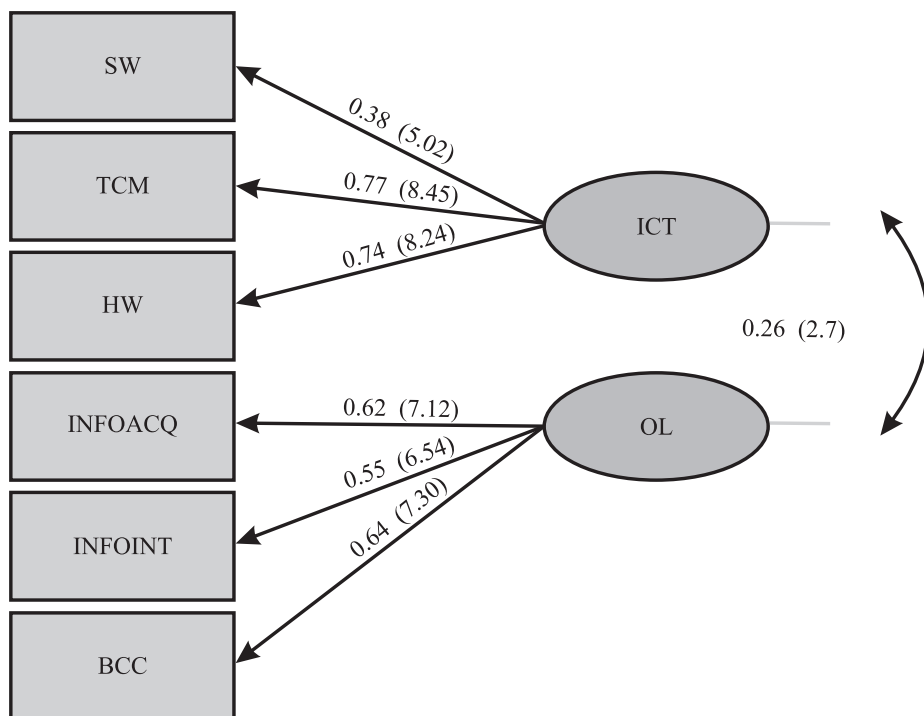 SW
0.38 (5.02)
TCM
0.77 (8.45)
ICT
HW
0.74 (8.24)
0.26 (2.7)
INFOACQ
0.62 (7.12)
OL
0.55 (6.54)
INFOINT
0.64 (7.30)
BCC